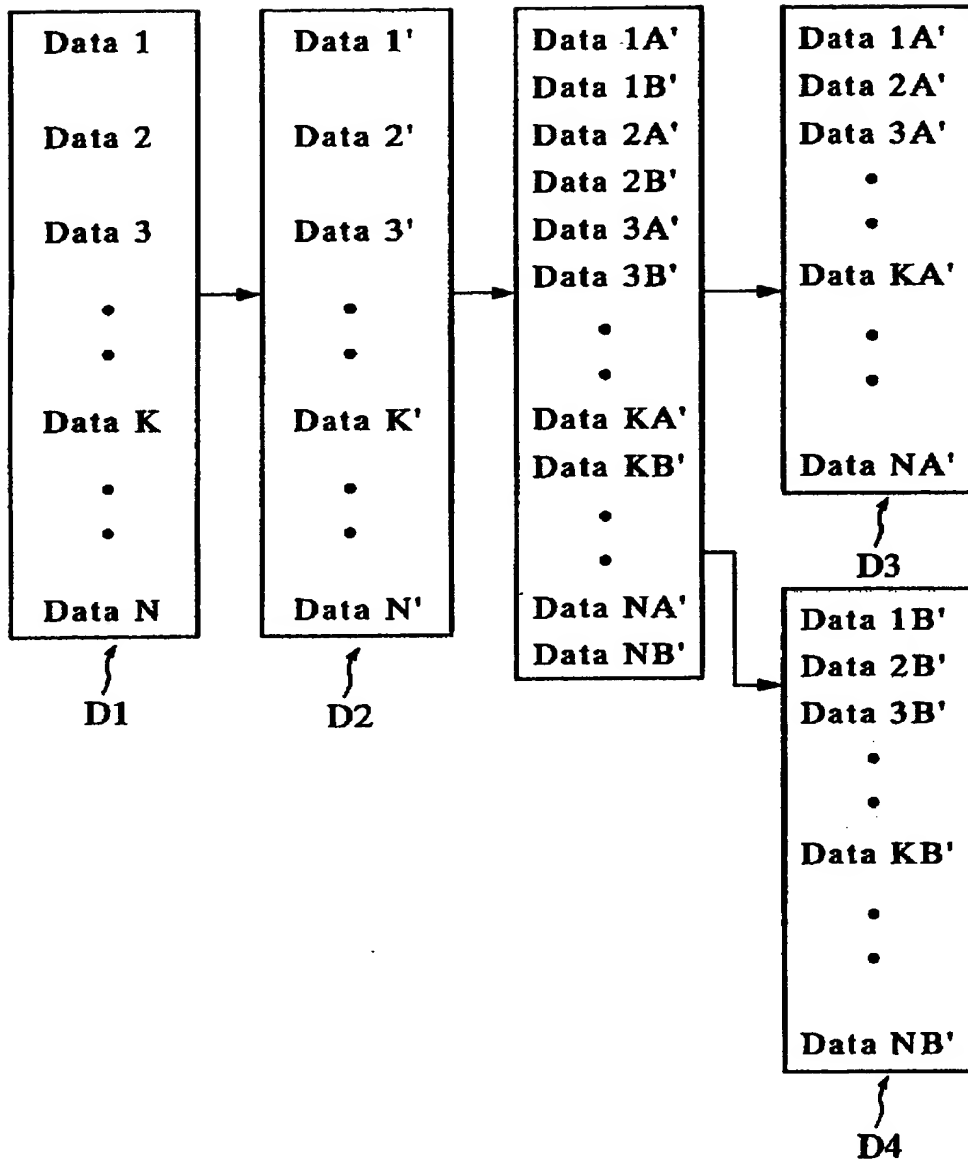 Data 1
Data 2
Data 3
Data K
Data N
D1
Data 1'
Data 2'
Data 3'
Data K'
Data N'
D2
Data 1A'
Data 1B'
Data 2A'
Data 2B'
Data 3A'
Data 3B'
Data KA'
Data KB'
Data NA'
Data NB'
Data 1A'
Data 2A'
Data 3A'
Data KA'
Data NA'
D3
Data 1B'
Data 2B'
Data 3B'
Data KB'
Data NB'
D4